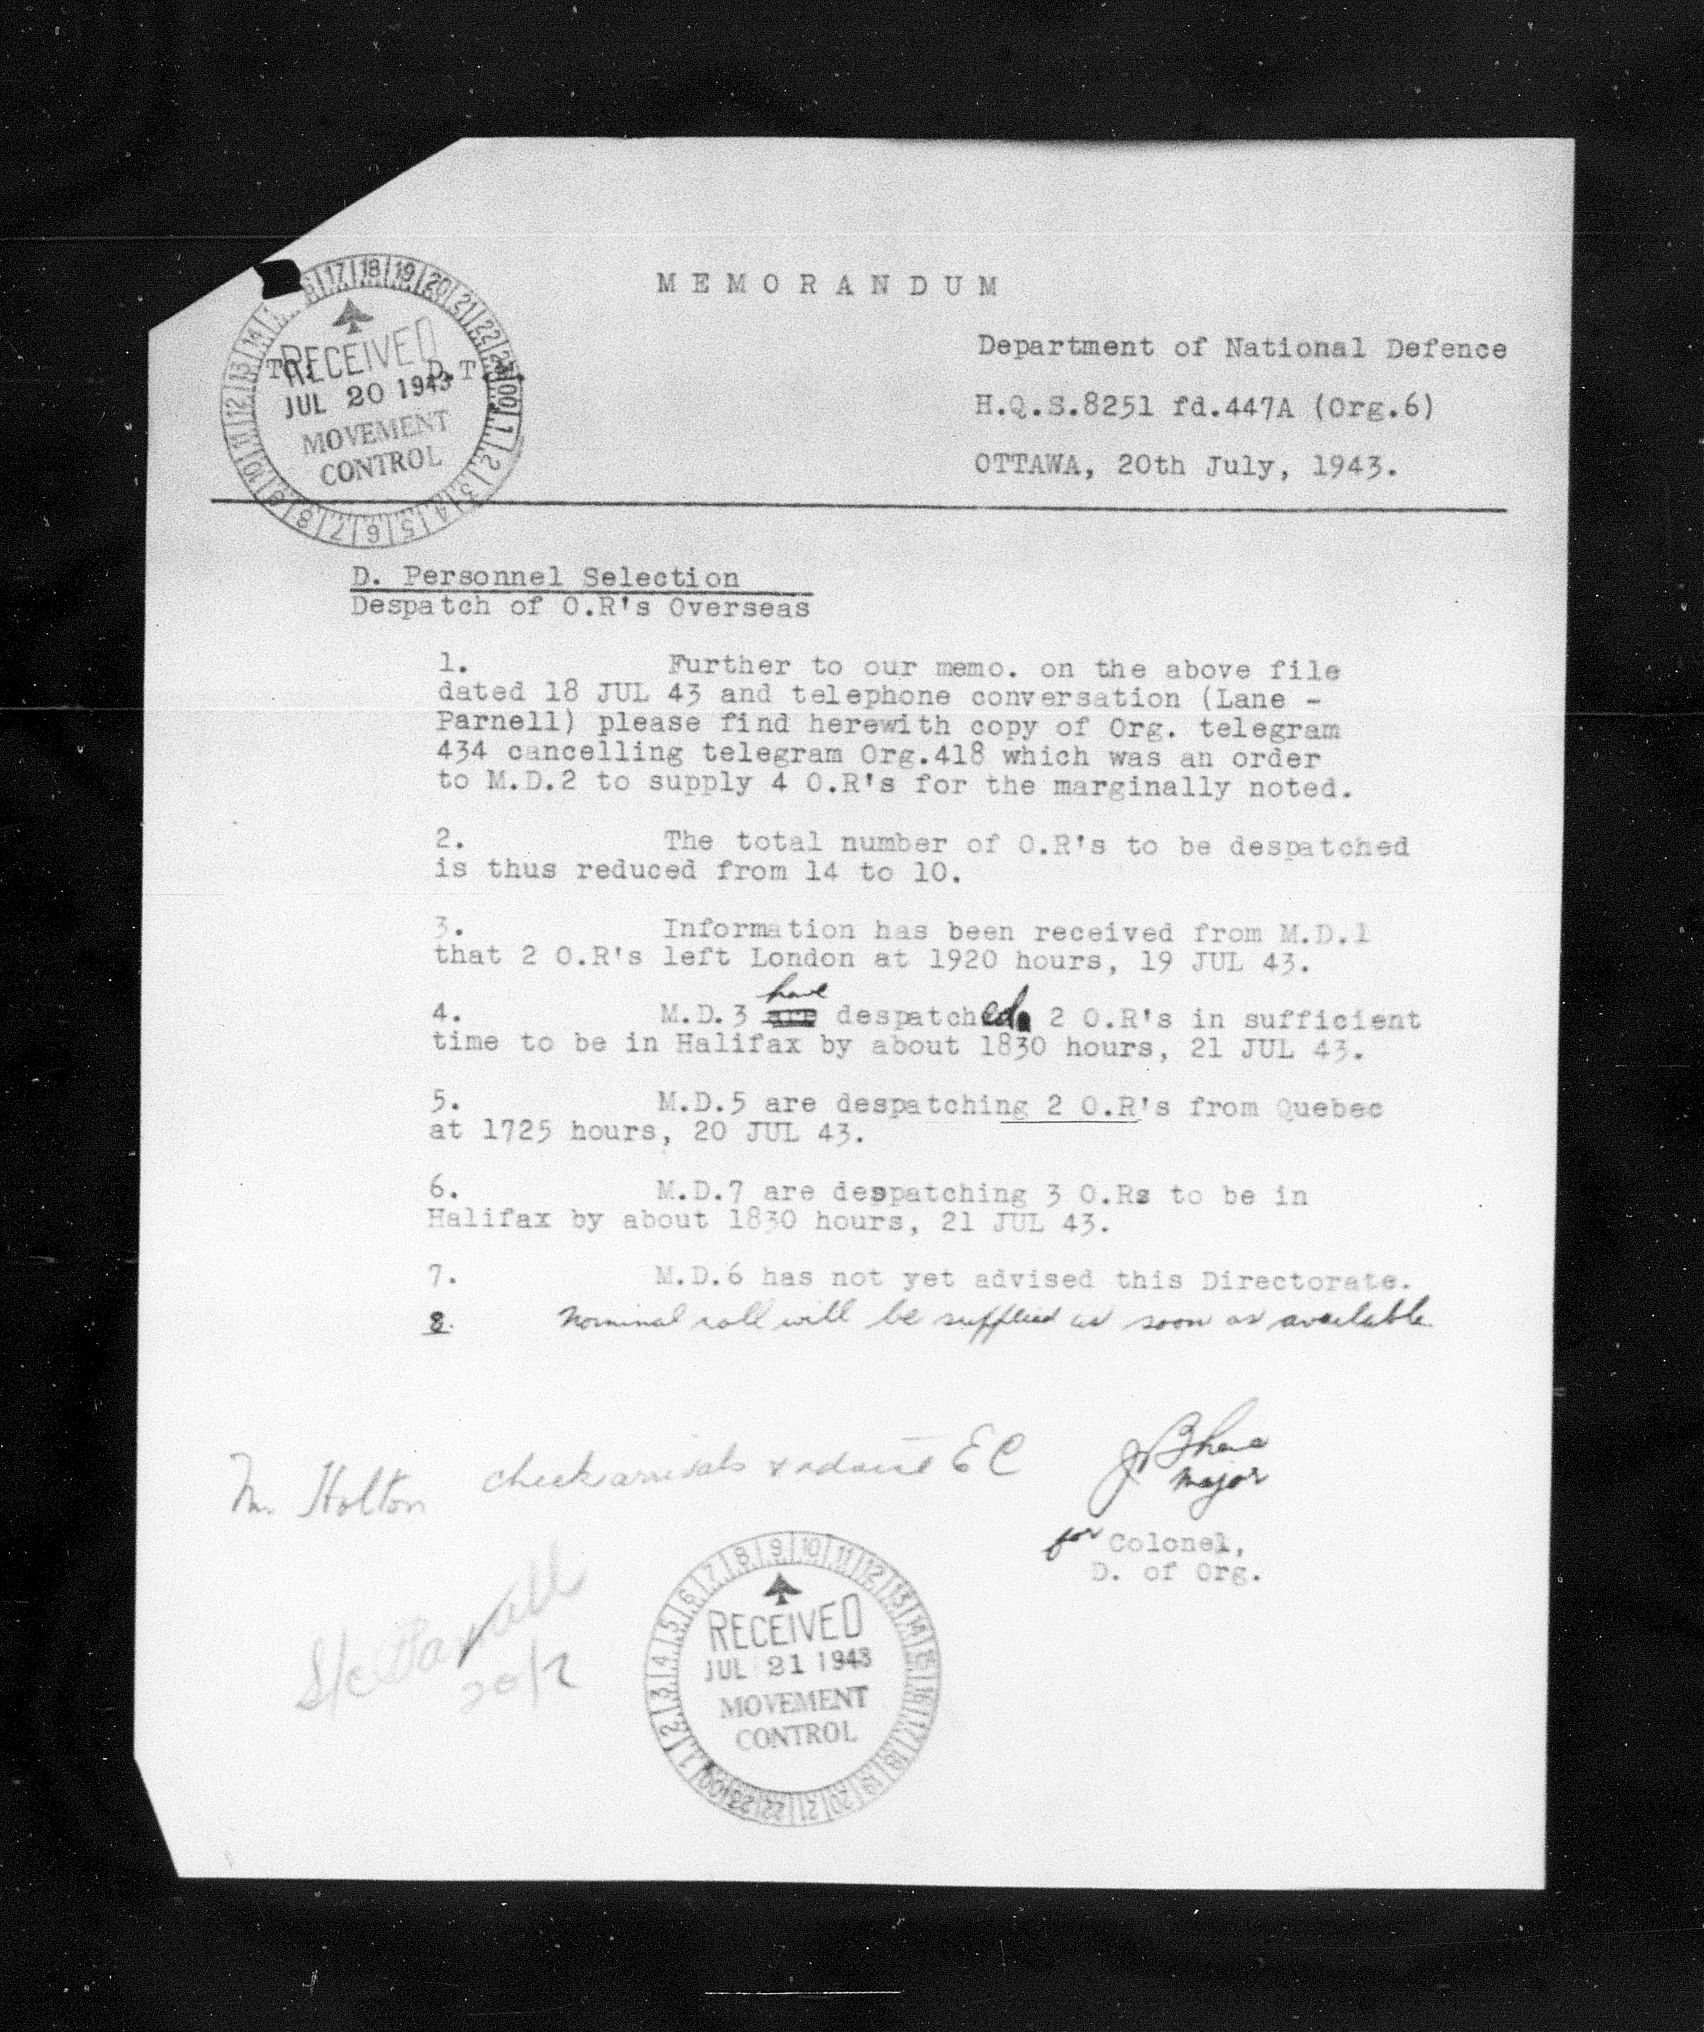 MEMORANDUM
Department of National Defence
H.Q.S.8251 fd.447A (Org.6)
OTTAWA, 20th July, 1943.
RECEIVED
JUL 20 1943
MOVEMENT
CONTROL
D. Personnel Selection
Despatch of O.R's Overseas
1. Further to our memo. on the above file
dated 18 JUL 43 and telephone conversation (Lane -
Parnell) please find herewith copy of Org. telegram
434 cancelling telegram Org.418 which was an order
to M.D.2 to supply 4 O.R's for the marginally noted.
2. The total number of O.R's to be despatched
is thus reduced from 14 to 10.
3. Information has been received from M.D.1
that 2 O.R's left London at 1920 hours, 19 JUL 43.
have
4. M.D.3 are despatched 2 O.R's in sufficient
time to be in Halifax by about 1830 hours, 21 JUL 43.
5. M.D.5 are despatching 2 O.R's from Quebec
at 1725 hours, 20 JUL 43.
6. M.D.7 are despatching 3 O.Rs to be in
Halifax by about 1830 hours, 21 JUL 43.
7. M.D.6 has not yet advised this Directorate.
8. Nominal roll will be supplied as soon as available
Major
Mr. Holton check arrivals & advise EC
for Colonel,
D. of Org.
20/7
RECEIVED
JUL 21 1943
MOVEMENT
CONTROL